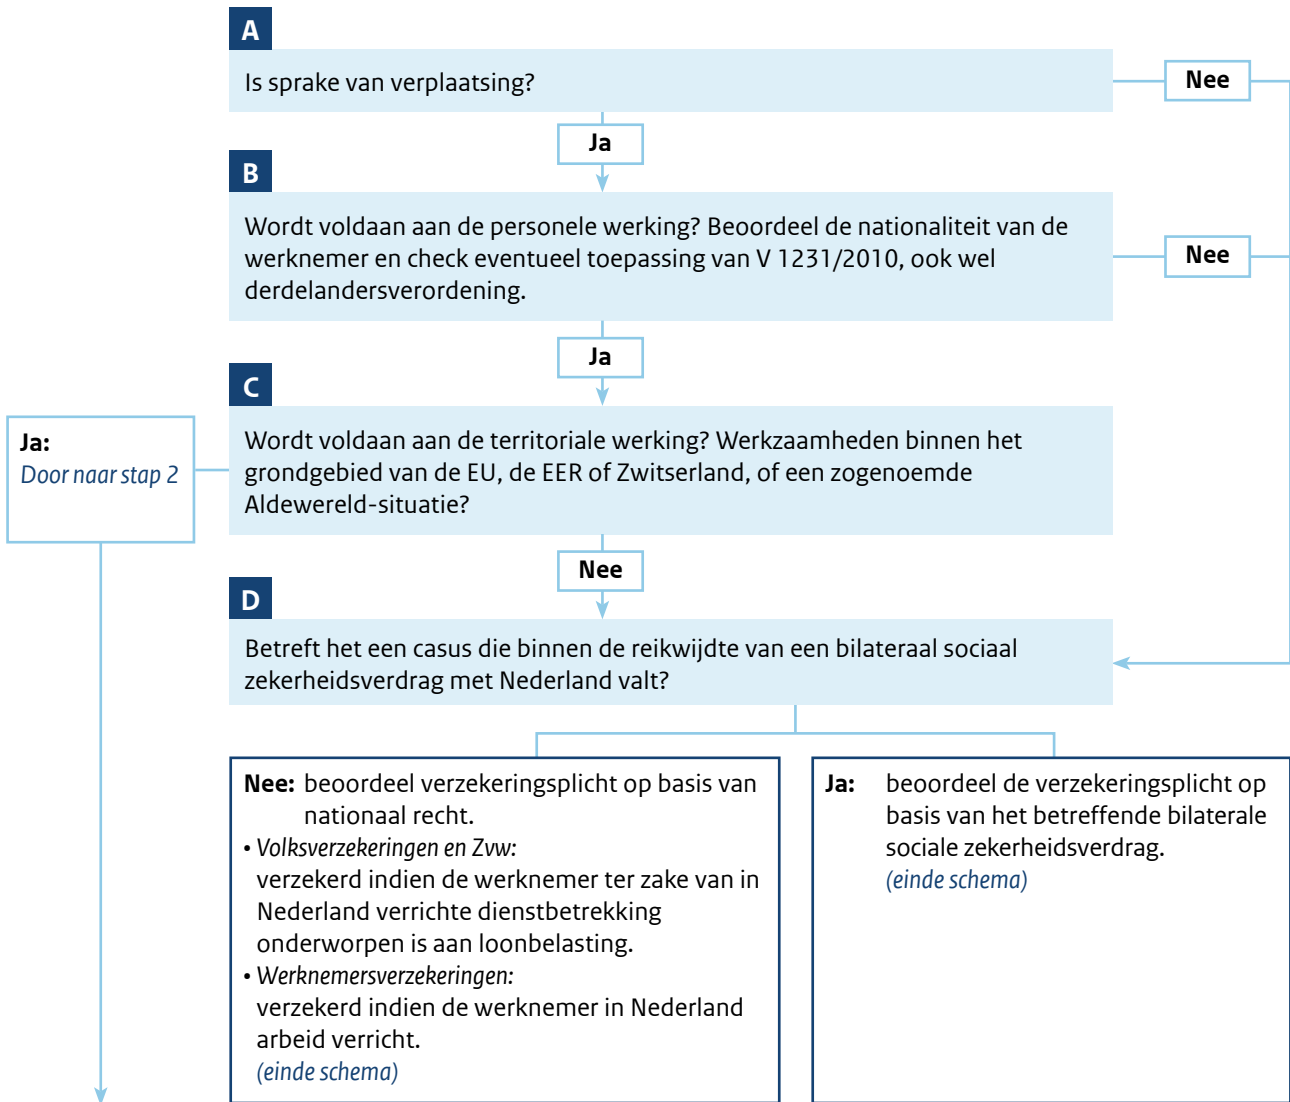 A
Is sprake van verplaatsing?
Nee
Ja
B
Wordt voldaan aan de personele werking? Beoordeel de nationaliteit van de
werknemer en check eventueel toepassing van V 1231/2010, ook wel
derdelandersverordening.
Nee
Ja
C
Wordt voldaan aan de territoriale werking? Werkzaamheden binnen het
grondgebied van de EU, de EER of Zwitserland, of een zogenoemde
Aldewereld-situatie?
Ja:
Door naar stap 2
Nee
D
Betreft het een casus die binnen de reikwijdte van een bilateraal sociaal
zekerheidsverdrag met Nederland valt?
Nee: beoordeel verzekeringsplicht op basis van
nationaal recht.
• Volksverzekeringen en Zvw:
verzekerd indien de werknemer ter zake van in
Nederland verrichte dienstbetrekking
onderworpen is aan loonbelasting.
• Werknemersverzekeringen:
verzekerd indien de werknemer in Nederland
arbeid verricht.
(einde schema)
Ja: beoordeel de verzekeringsplicht op
basis van het betreffende bilaterale
sociale zekerheidsverdrag.
(einde schema)